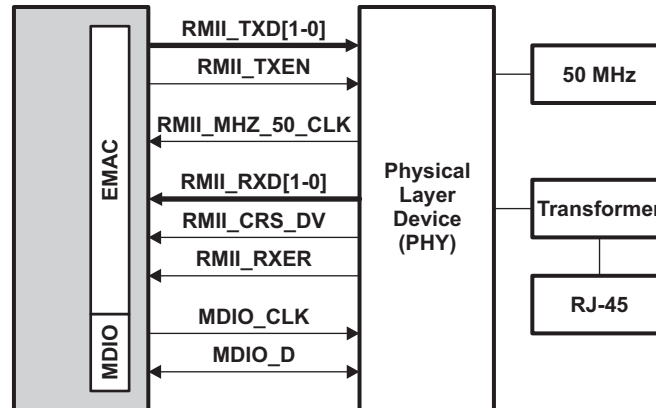 RMII_TXD[1-0]
RMII_TXEN
RMII_MHZ_50_CLK
RMII_RXD[1-0]
RMII_CRS_DV
RMII_RXER
MDIO_CLK
MDIO_D
EMAC
MDIO
Physical
Layer
Device
(PHY)
50 MHz
Transformer
RJ-45